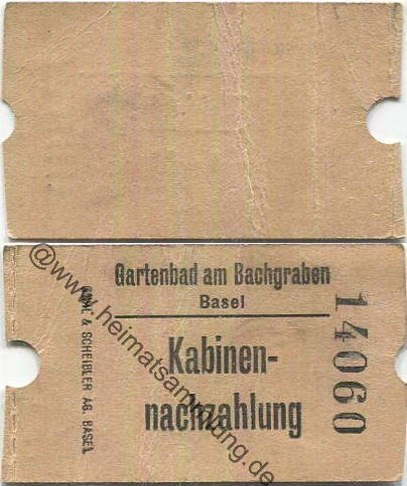 Gartenbad am Bachgraben
Basel
Kabinen-
nachzahlung
14060
& SCHEIBLER AG. BASEL
@www.heimatsammlung.de